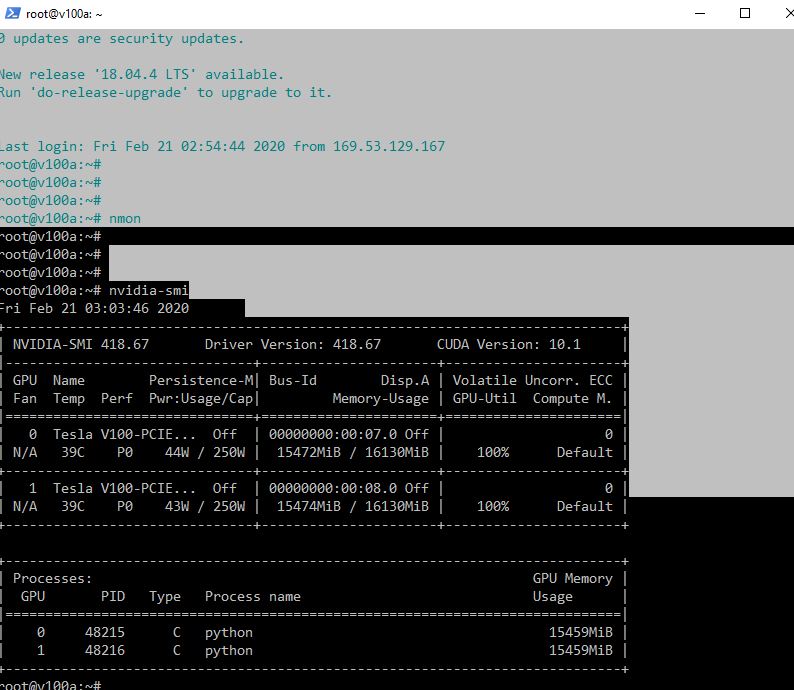 root@v100a: ~
0 updates are security updates.
New release '18.04.4 LTS' available.
Run 'do-release-upgrade' to upgrade to it.
Last login: Fri Feb 21 02:54:44 2020 from 169.53.129.167
root@v100a:~#
root@v100a:~#
root@v100a:~#
root@v100a:~# nmon
root@v100a:~#
root@v100a:~#
root@v100a:~#
root@v100a:~# nvidia-smi
Fri Feb 21 03:03:46 2020
+-----------------------------------------------------------------------------+
| NVIDIA-SMI 418.67       Driver Version: 418.67       CUDA Version: 10.1     |
|-------------------------------+----------------------+----------------------+
| GPU  Name        Persistence-M| Bus-Id        Disp.A | Volatile Uncorr. ECC |
| Fan  Temp  Perf  Pwr:Usage/Cap|         Memory-Usage | GPU-Util  Compute M. |
|===============================+======================+======================|
|   0  Tesla V100-PCIE...  Off  | 00000000:00:07.0 Off |                    0 |
| N/A   39C    P0    44W / 250W |  15472MiB / 16130MiB |    100%      Default |
+-------------------------------+----------------------+----------------------+
|   1  Tesla V100-PCIE...  Off  | 00000000:00:08.0 Off |                    0 |
| N/A   39C    P0    43W / 250W |  15474MiB / 16130MiB |    100%      Default |
+-------------------------------+----------------------+----------------------+
+-----------------------------------------------------------------------------+
| Processes:                                                       GPU Memory |
|  GPU       PID   Type   Process name                             Usage      |
|=============================================================================|
|    0     48215      C   python                                     15459MiB |
|    1     48216      C   python                                     15459MiB |
+-----------------------------------------------------------------------------+
root@v100a:~#